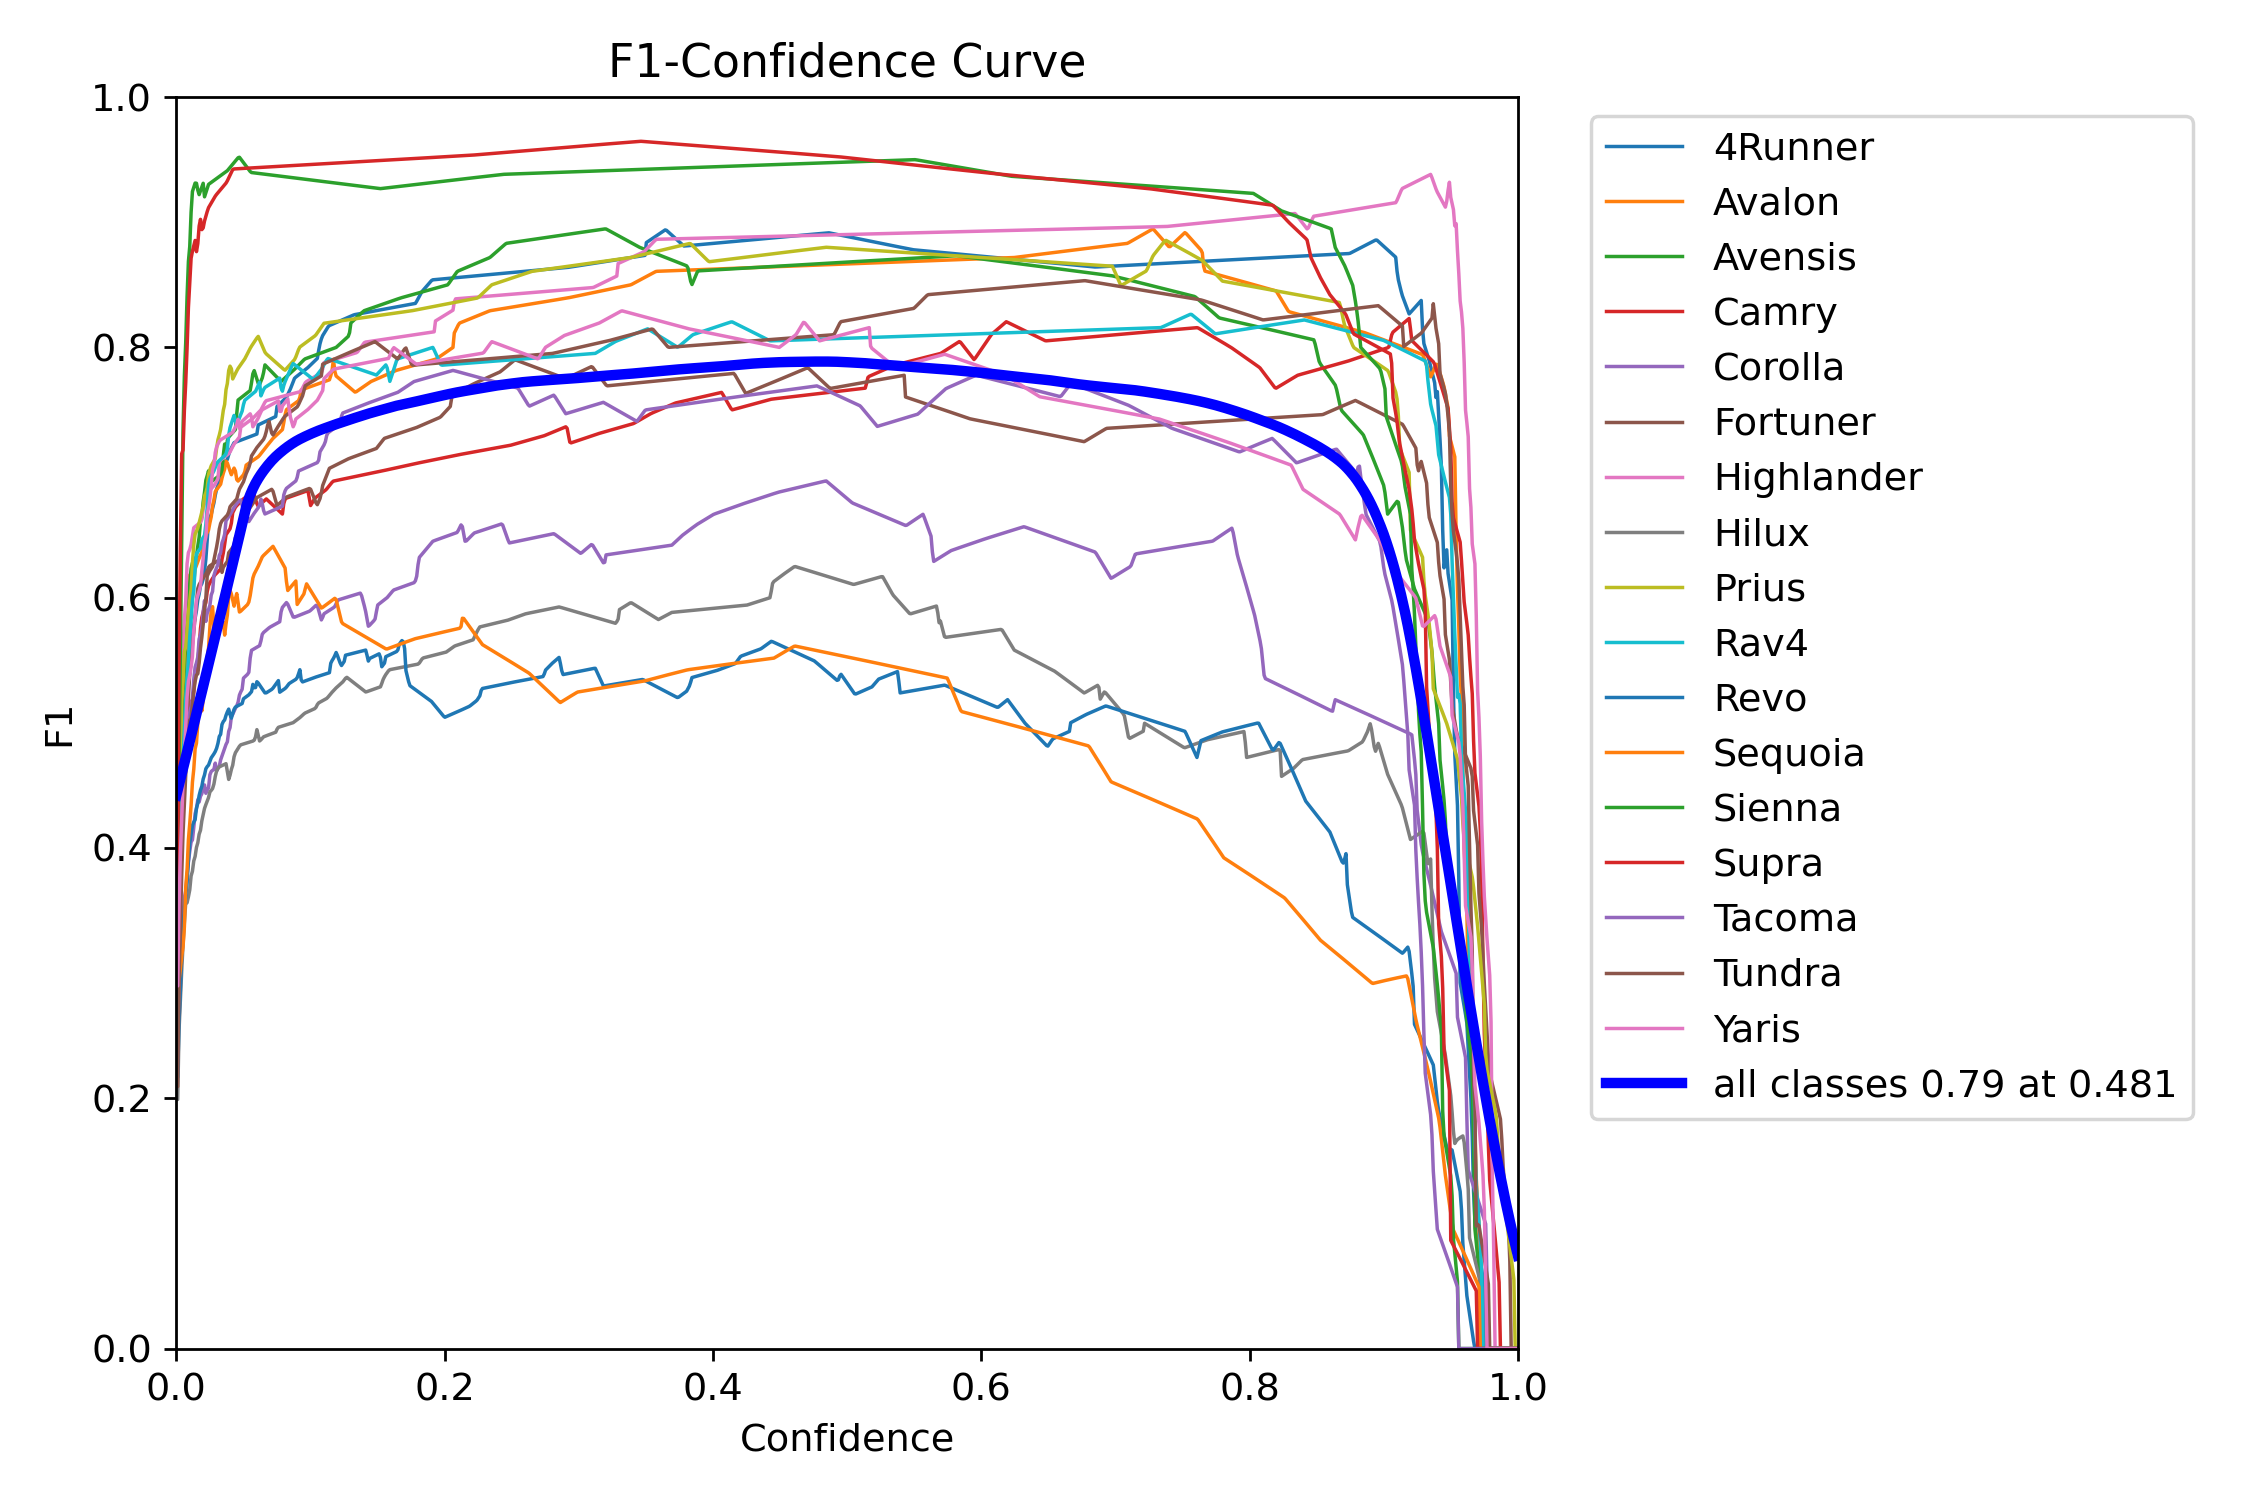 F1-Confidence Curve
1.0
0.8
0.6
0.4
0.2
0.0
F1
0.0 0.2 0.4 0.6 0.8 1.0
Confidence
4Runner
Avalon
Avensis
Camry
Corolla
Fortuner
Highlander
Hilux
Prius
Rav4
Revo
Sequoia
Sienna
Supra
Tacoma
Tundra
Yaris
all classes 0.79 at 0.481